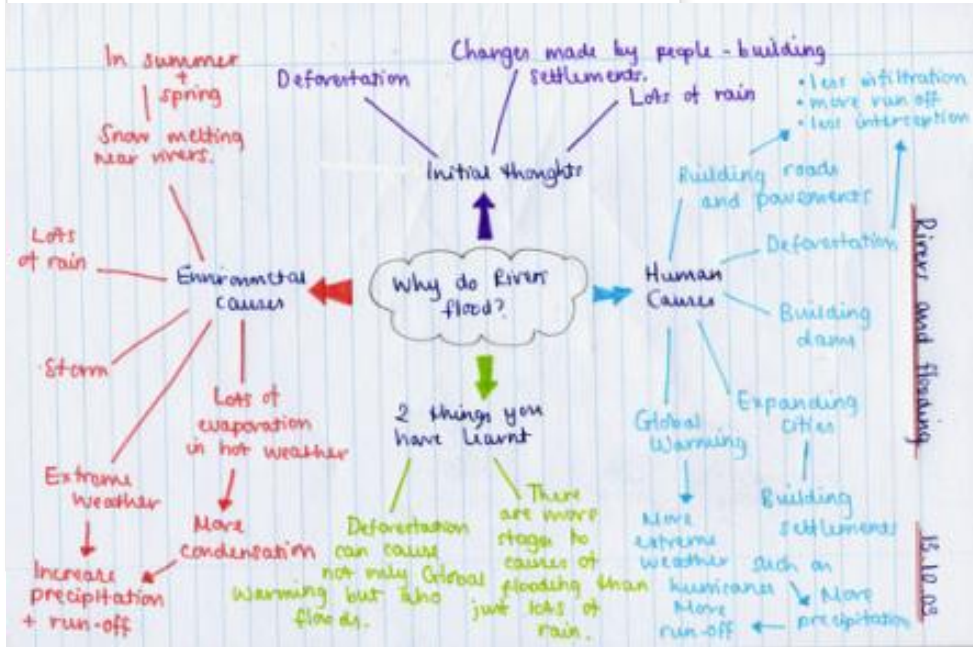 Rivers and flooding
15.10.09
Why do River
flood?
Initial thoughts
Deforestation
Changes made by people - building
settlements.
Lots of rain
Human
Causes
Building roads
and pavements
• less infiltration
• more run off
• less interception
Deforestation
Building
dams
Expanding
cities
Building
settlements
Global
Warming
More
extreme
weather such as
hurricanes
More
precipitation
More
run-off
2 things you
have learnt
Deforestation
can cause
not only Global
Warming but also
floods.
There
are more
stages to
causes of
flooding than
just lots of
rain.
Environmetal
causes
Snow melting
near rivers.
In summer
+
spring
Lots
of rain
Storm
Extreme
weather
Increase
precipitation
+ run-off
Lots of
evaporation
in hot weather
More
condensation